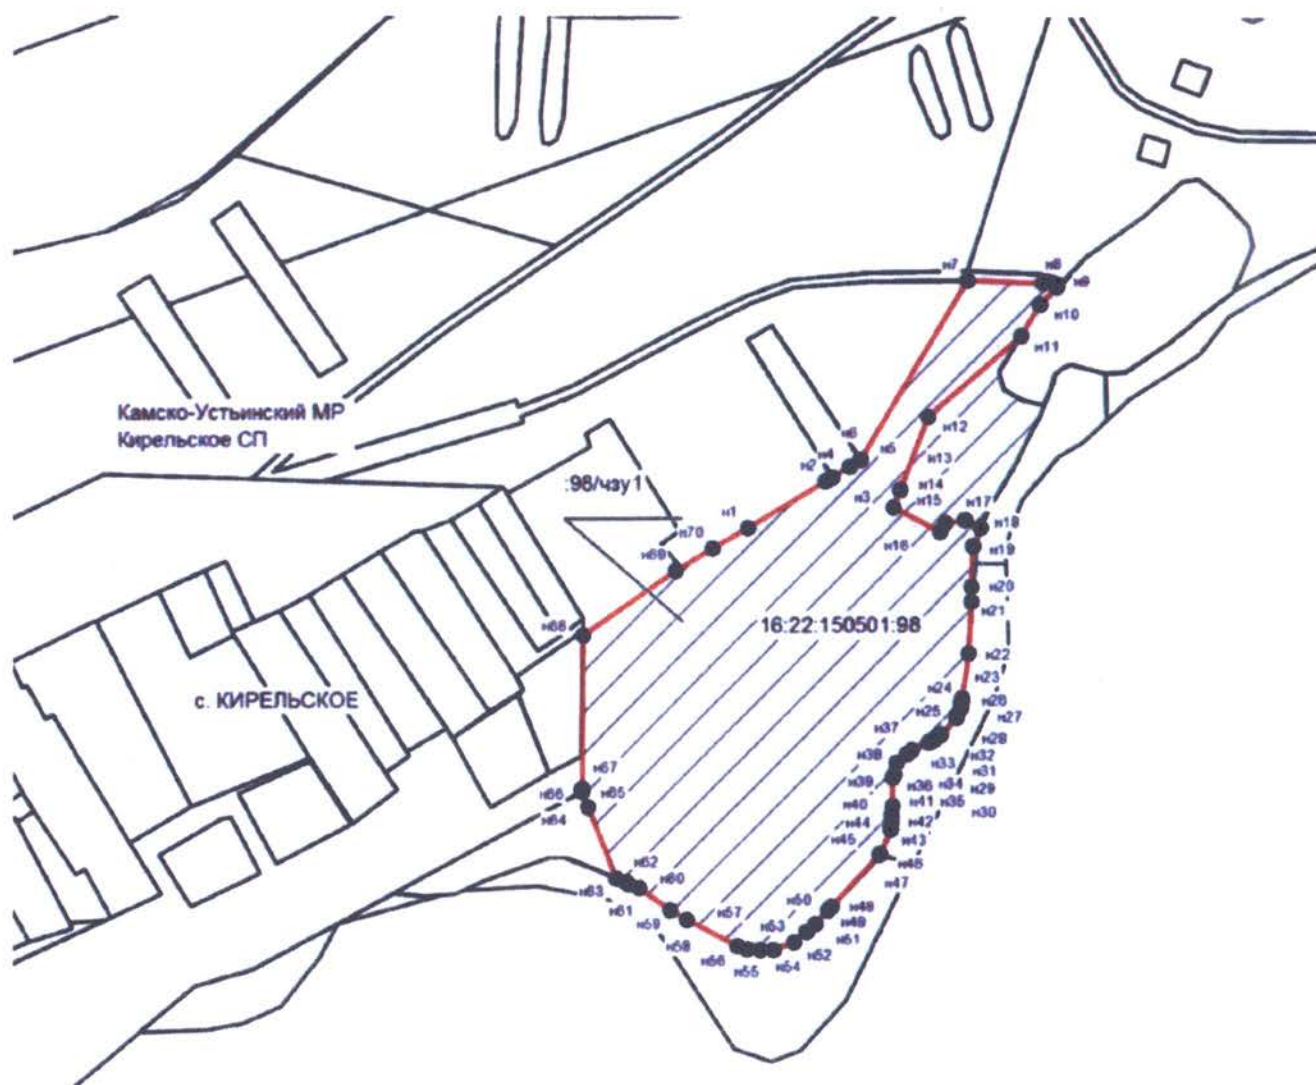 н7
н8
н9
н10
н11
Камско-Устьинский МР
Кирельское СП
н12
н6
н4
н2
н5
н13
:98/чзу1
н14
н3
н15
н17
н1
н18
н70
н16
н19
н69
н20
н21
н68
16:22:150501:98
н22
н23
с. КИРЕЛЬСКОЕ
н24
н26
н25
н27
н37
н28
н32
н38
н33
н31
н67
н39
н36
н34
н29
н66
н65
н40
н41
н35
н30
н64
н44
н42
н45
н43
н46
н62
н47
н63
н60
н61
н50
н48
н59
н57
н49
н58
н53
н51
н56
н52
н55
н54